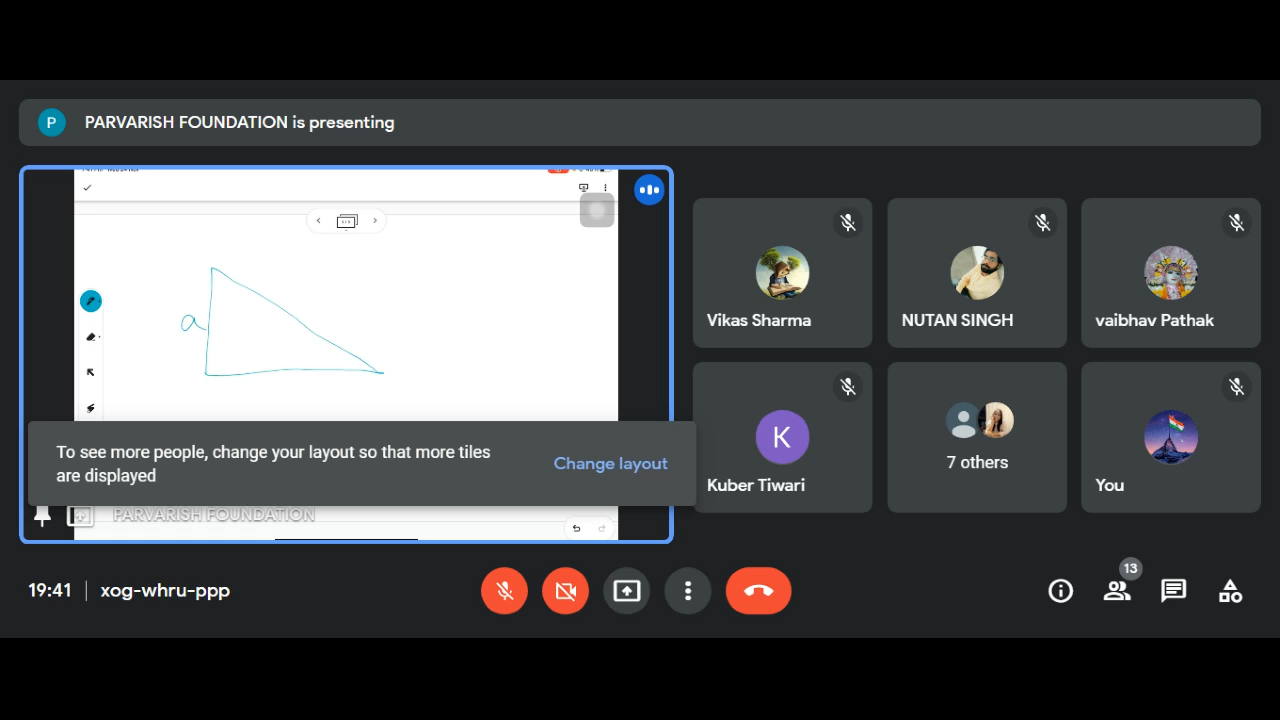 P PARVARISH FOUNDATION is presenting
a
Vikas Sharma
NUTAN SINGH
vaibhav Pathak
To see more people, change your layout so that more tiles
are displayed
Change layout
PARVARISH FOUNDATION
K
Kuber Tiwari
7 others
You
19:41 | xog-whru-ppp
13